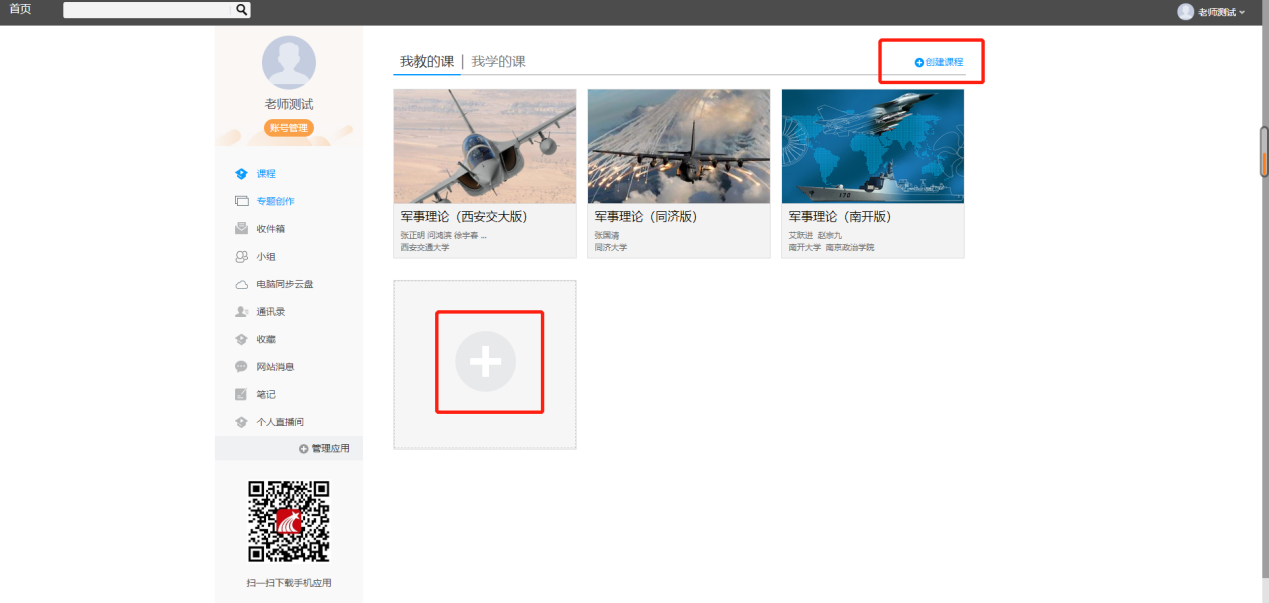 首页
老师测试
老师测试
账号管理
课程
专题创作
收件箱
小组
电脑同步云盘
通讯录
收藏
网站消息
笔记
个人直播间
管理应用
扫一扫下载手机应用
我教的课 | 我学的课
创建课程
军事理论（西安交大版）
张正明 闫鸿滨 徐宇春 ...
西安交通大学
军事理论（同济版）
张国清
同济大学
军事理论（南开版）
艾跃进 赵宗九
南开大学 南京政治学院
170